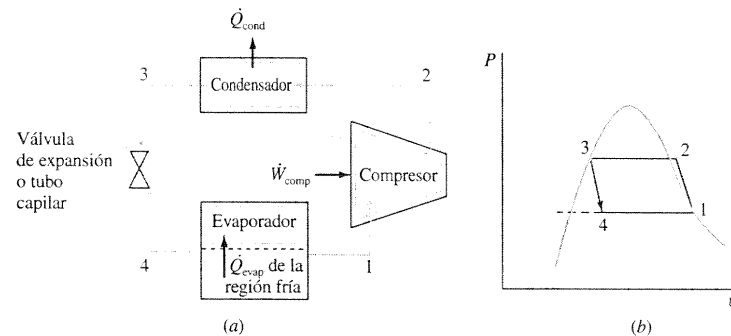 Q̇cond
3
Condensador
2
Válvula
de expansión
o tubo
capilar
Ẇcomp
Compresor
Evaporador
4
Q̇evap de la
región fría
1
(a)
P
3
2
4
1
(b)